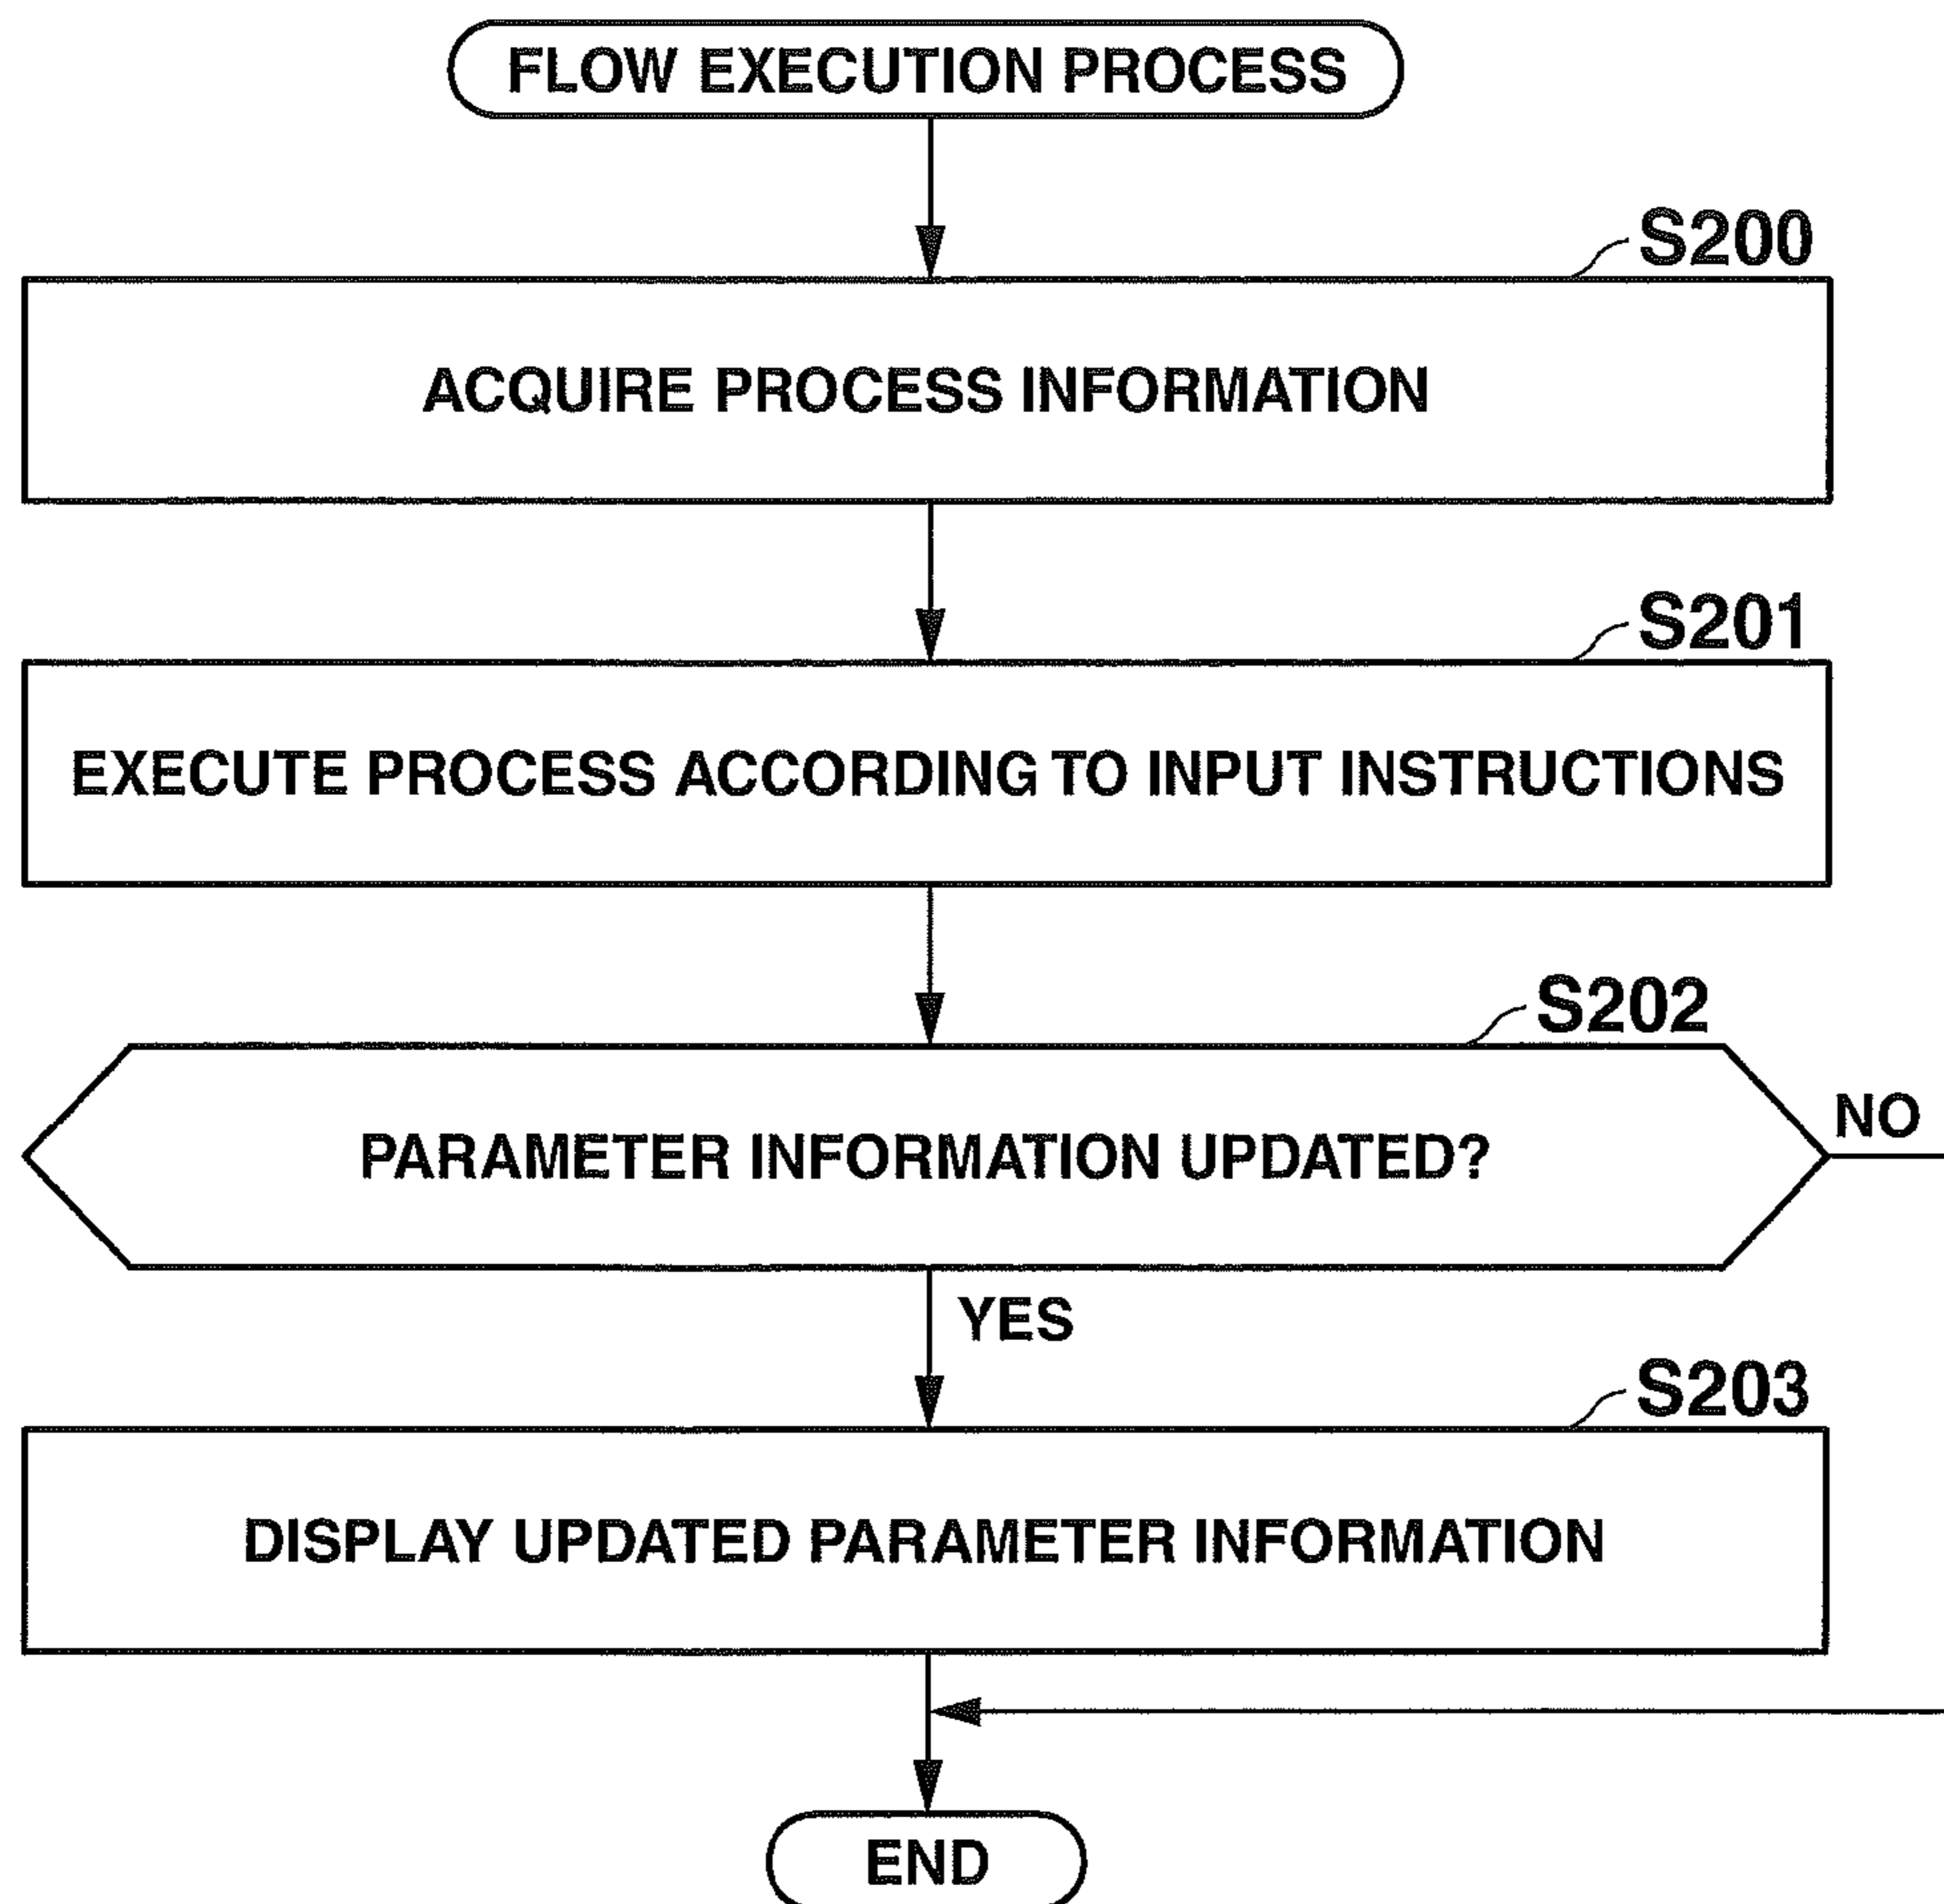 FLOW EXECUTION PROCESS
S200
ACQUIRE PROCESS INFORMATION
S201
EXECUTE PROCESS ACCORDING TO INPUT INSTRUCTIONS
S202
PARAMETER INFORMATION UPDATED?
NO
YES
S203
DISPLAY UPDATED PARAMETER INFORMATION
END